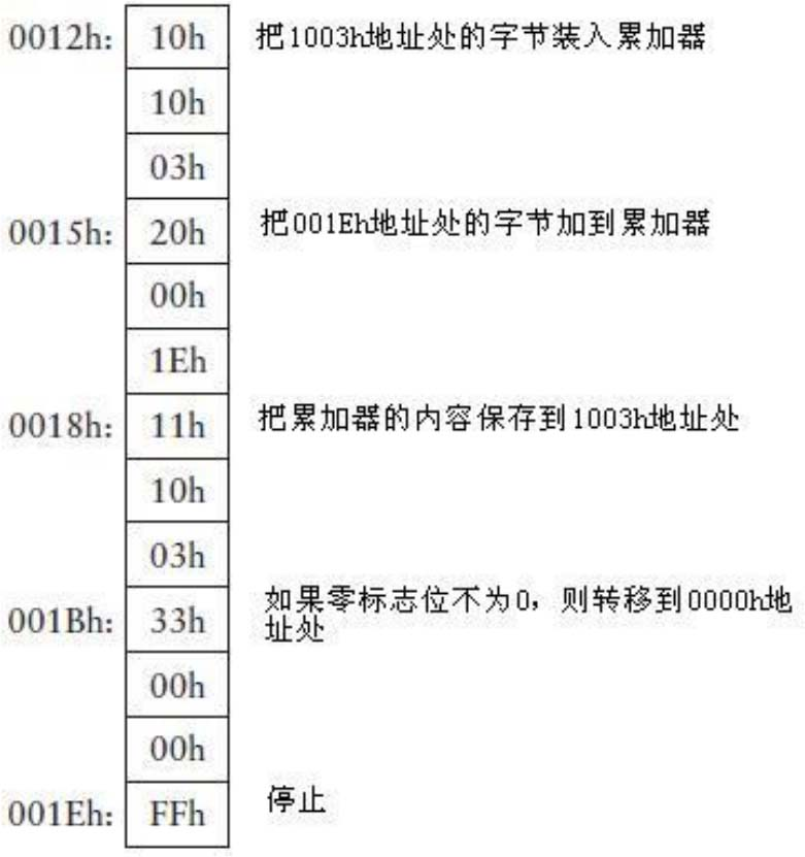 0012h: 10h 把1003h地址处的字节装入累加器
10h
03h
0015h: 20h 把001Eh地址处的字节加到累加器
00h
1Eh
0018h: 11h 把累加器的内容保存到1003h地址处
10h
03h
001Bh: 33h 如果零标志位不为0，则转移到0000h地
址处
00h
00h
001Eh: FFh 停止